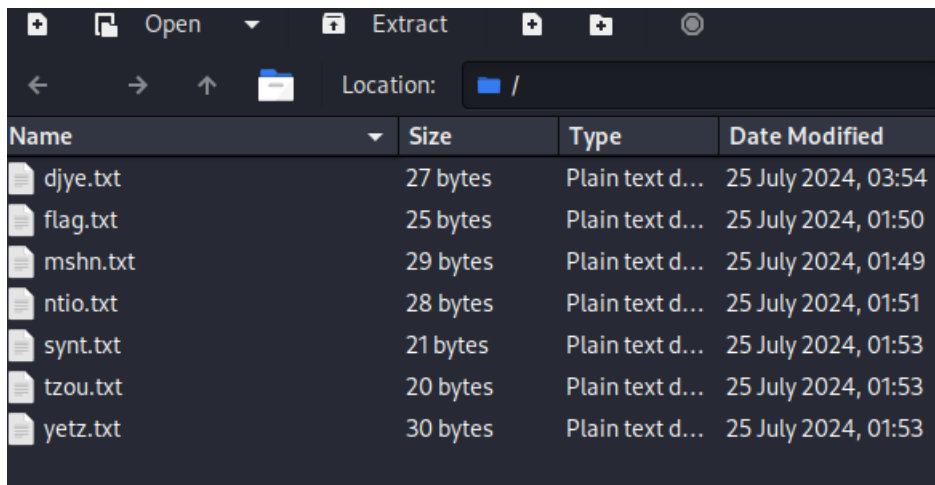 Open Extract
Location: /
Name Size Type Date Modified
djye.txt 27 bytes Plain text d... 25 July 2024, 03:54
flag.txt 25 bytes Plain text d... 25 July 2024, 01:50
mshn.txt 29 bytes Plain text d... 25 July 2024, 01:49
ntio.txt 28 bytes Plain text d... 25 July 2024, 01:51
synt.txt 21 bytes Plain text d... 25 July 2024, 01:53
tzou.txt 20 bytes Plain text d... 25 July 2024, 01:53
yetz.txt 30 bytes Plain text d... 25 July 2024, 01:53